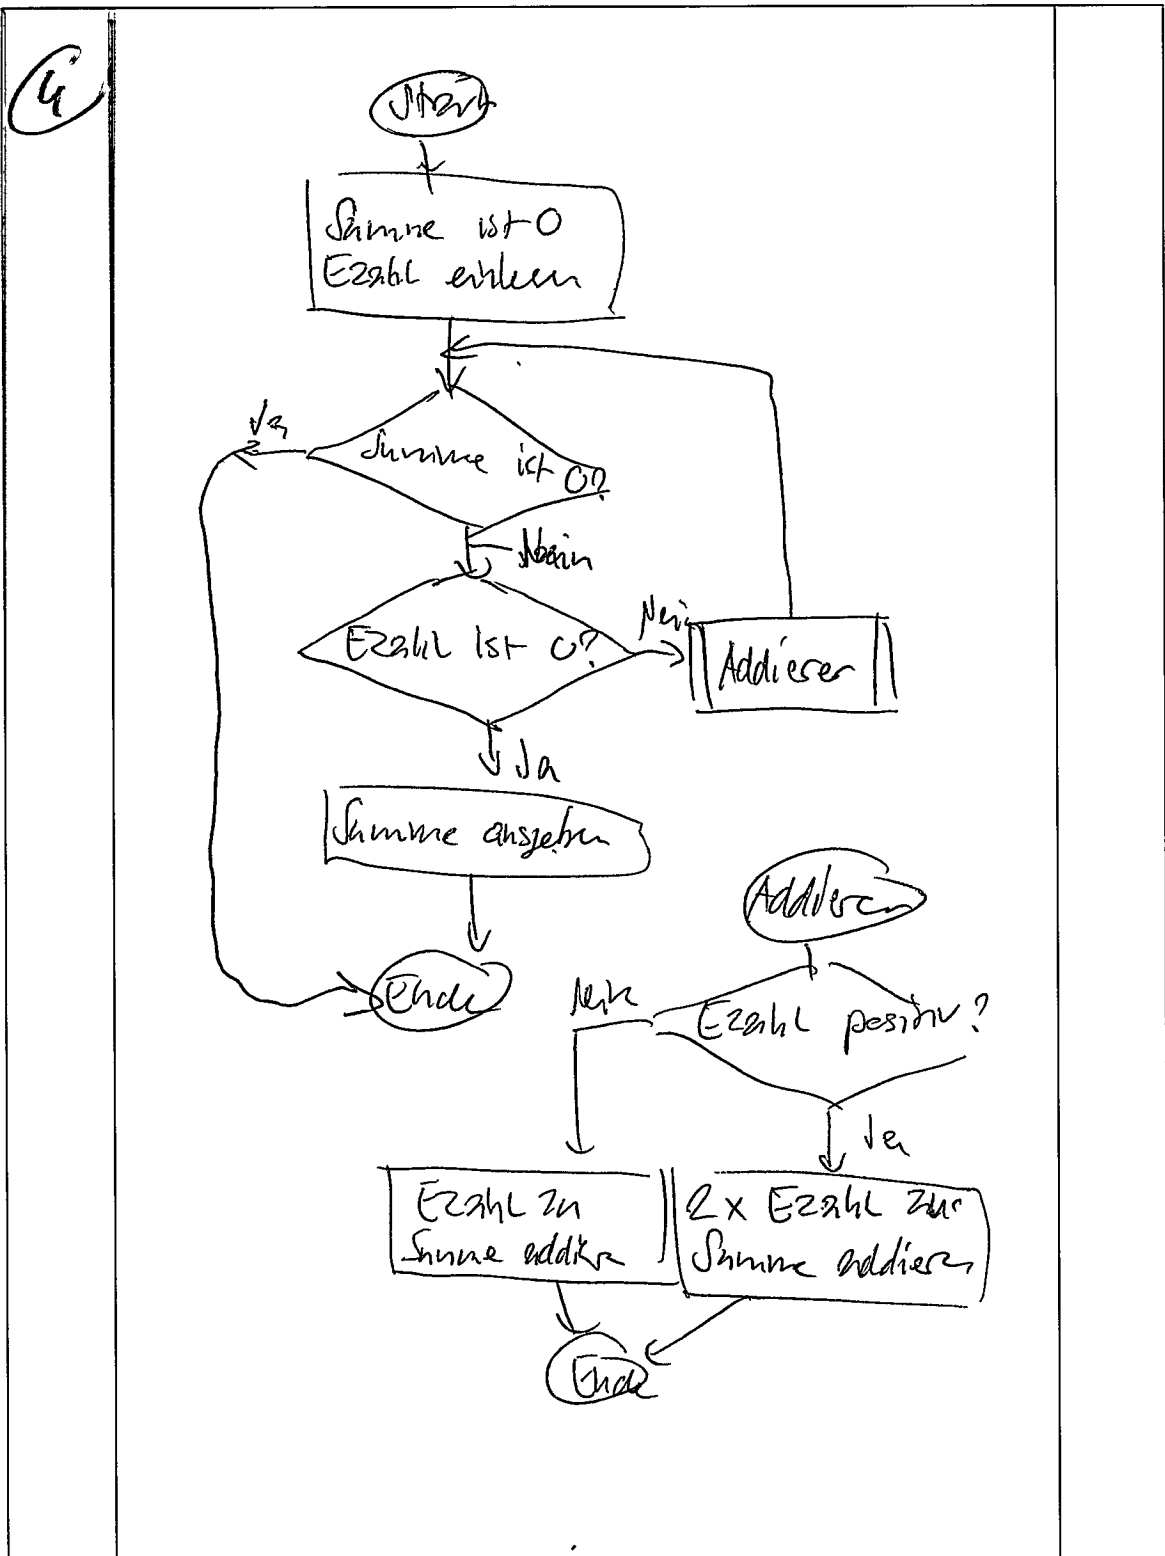 4
Start
Summe ist 0
Ezahl einlesen
Ja
Summe ist 0?
Nein
Ezahl ist 0?
Nein
Addieren
Ja
Summe ausgeben
Ende
Addieren
Ezahl positiv?
Nein
Ja
Ezahl zu
Summe addieren
2 x Ezahl zur
Summe addieren
Ende